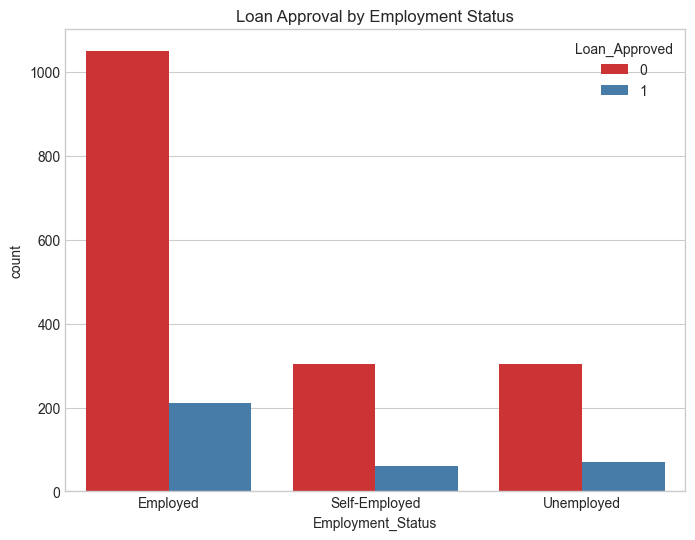 Loan Approval by Employment Status
Loan_Approved
0
1
1000
800
600
400
200
0
count
Employed
Self-Employed
Unemployed
Employment_Status